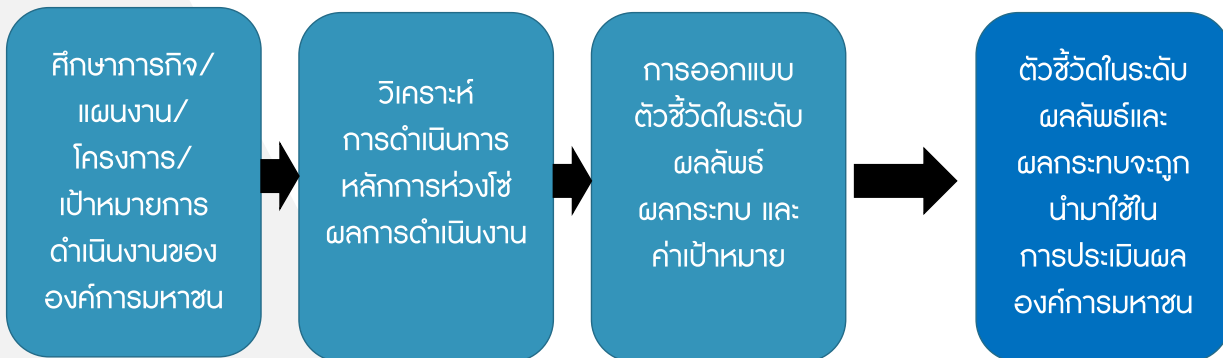 ศึกษาภารกิจ/
แผนงาน/
โครงการ/
เป้าหมายการ
ดำเนินงานของ
องค์การมหาชน
วิเคราะห์
การดำเนินการ
หลักการห่วงโซ่
ผลการดำเนินงาน
การออกแบบ
ตัวชี้วัดในระดับ
ผลลัพธ์
ผลกระทบ และ
ค่าเป้าหมาย
ตัวชี้วัดในระดับ
ผลลัพธ์และ
ผลกระทบจะถูก
นำมาใช้ใน
การประเมินผล
องค์การมหาชน